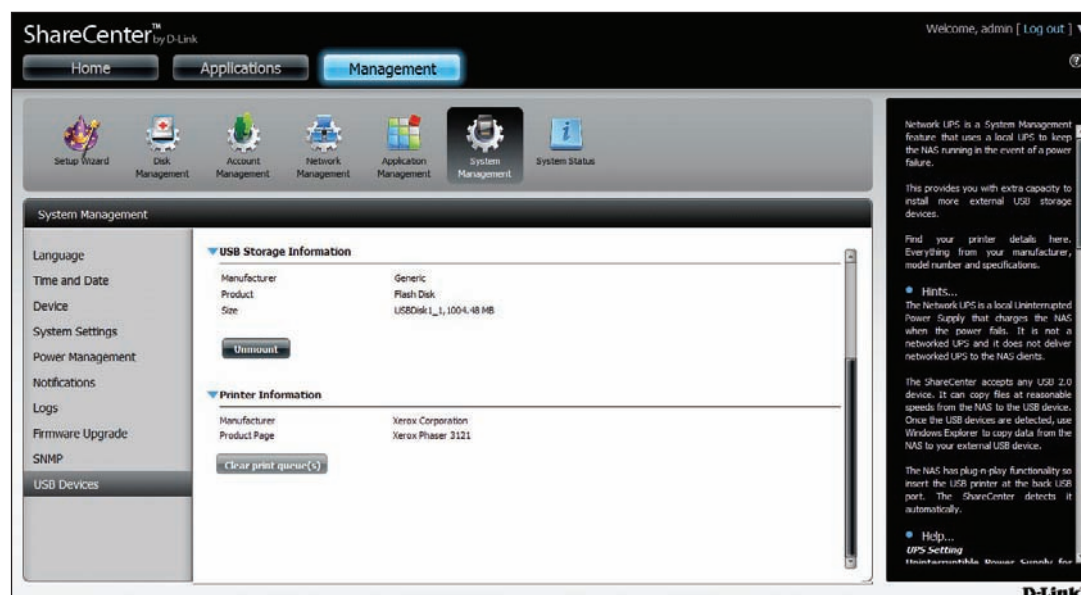 ShareCenter™ by D-Link
Welcome, admin [ Log out ]
Home
Applications
Management
Setup Wizard
Disk Management
Account Management
Network Management
Application Management
System Management
System Status
System Management
Language
Time and Date
Device
System Settings
Power Management
Notifications
Logs
Firmware Upgrade
SNMP
USB Devices
USB Storage Information
Manufacturer Generic
Product Flash Disk
Size USBDisk1_1, 1004.48 MB
Unmount
Printer Information
Manufacturer Xerox Corporation
Product Page Xerox Phaser 3121
Clear print queue(s)
Network UPS is a System Management
feature that uses a local UPS to keep
the NAS running in the event of a power
failure.
This provides you with extra capacity to
install more external USB storage
devices.
Find your printer details here.
Everything from your manufacturer,
model number and specifications.
Hints...
The Network UPS is a local Uninterrupted
Power Supply that charges the NAS
when the power fails. It is not a
networked UPS and it does not deliver
networked UPS to the NAS clients.
The ShareCenter accepts any USB 2.0
device. It can copy files at reasonable
speeds from the NAS to the USB device.
Once the USB devices are detected, use
Windows Explorer to copy data from the
NAS to your external USB device.
The NAS has plug-n-play functionality so
insert the USB printer at the back USB
port. The ShareCenter detects it
automatically.
Help...
UPS Setting
Uninterruptible Power Supply for
D-Link